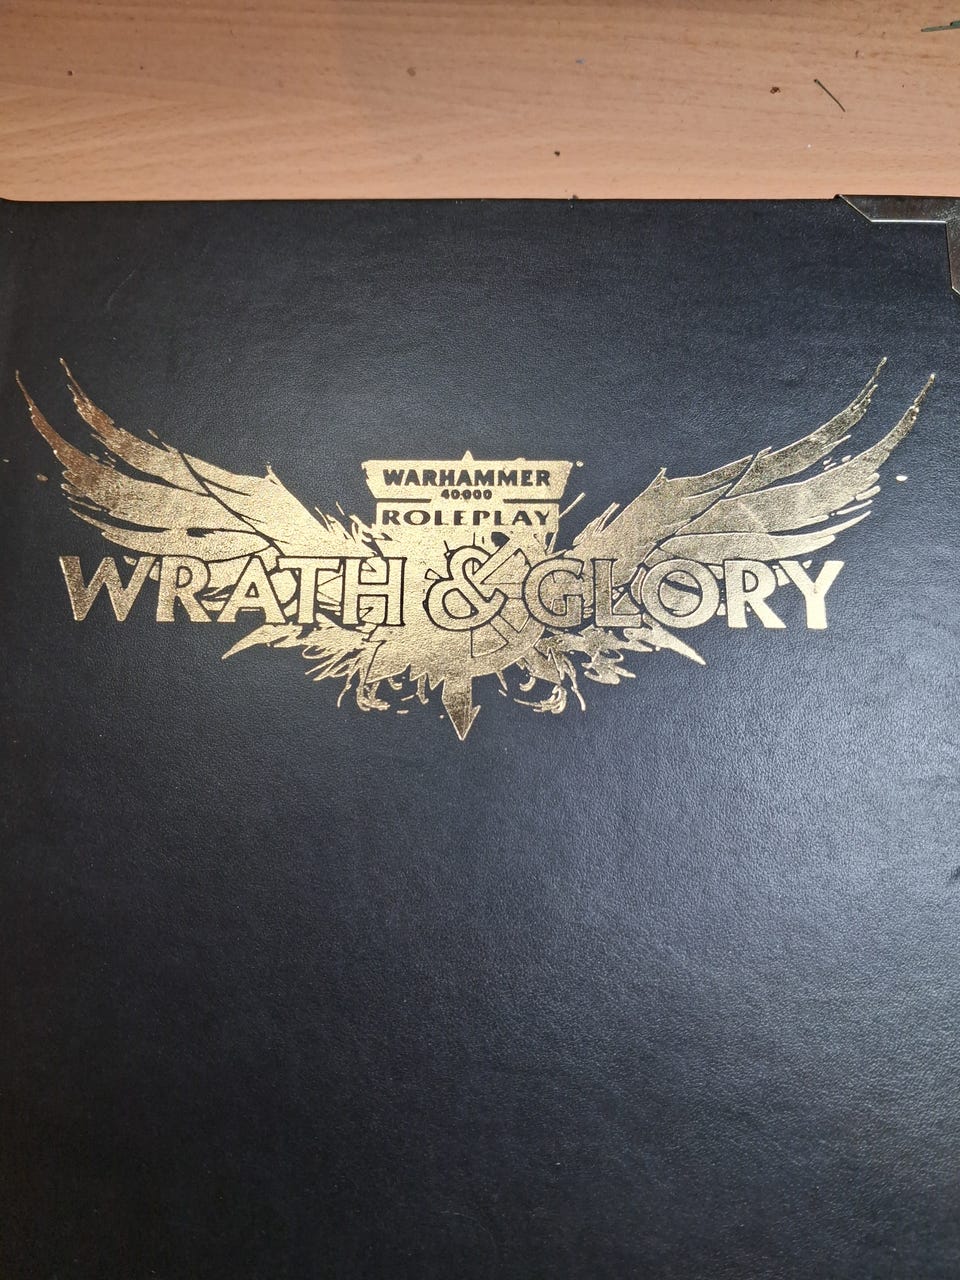 WARHAMMER
40,000
ROLEPLAY
WRATH & GLORY